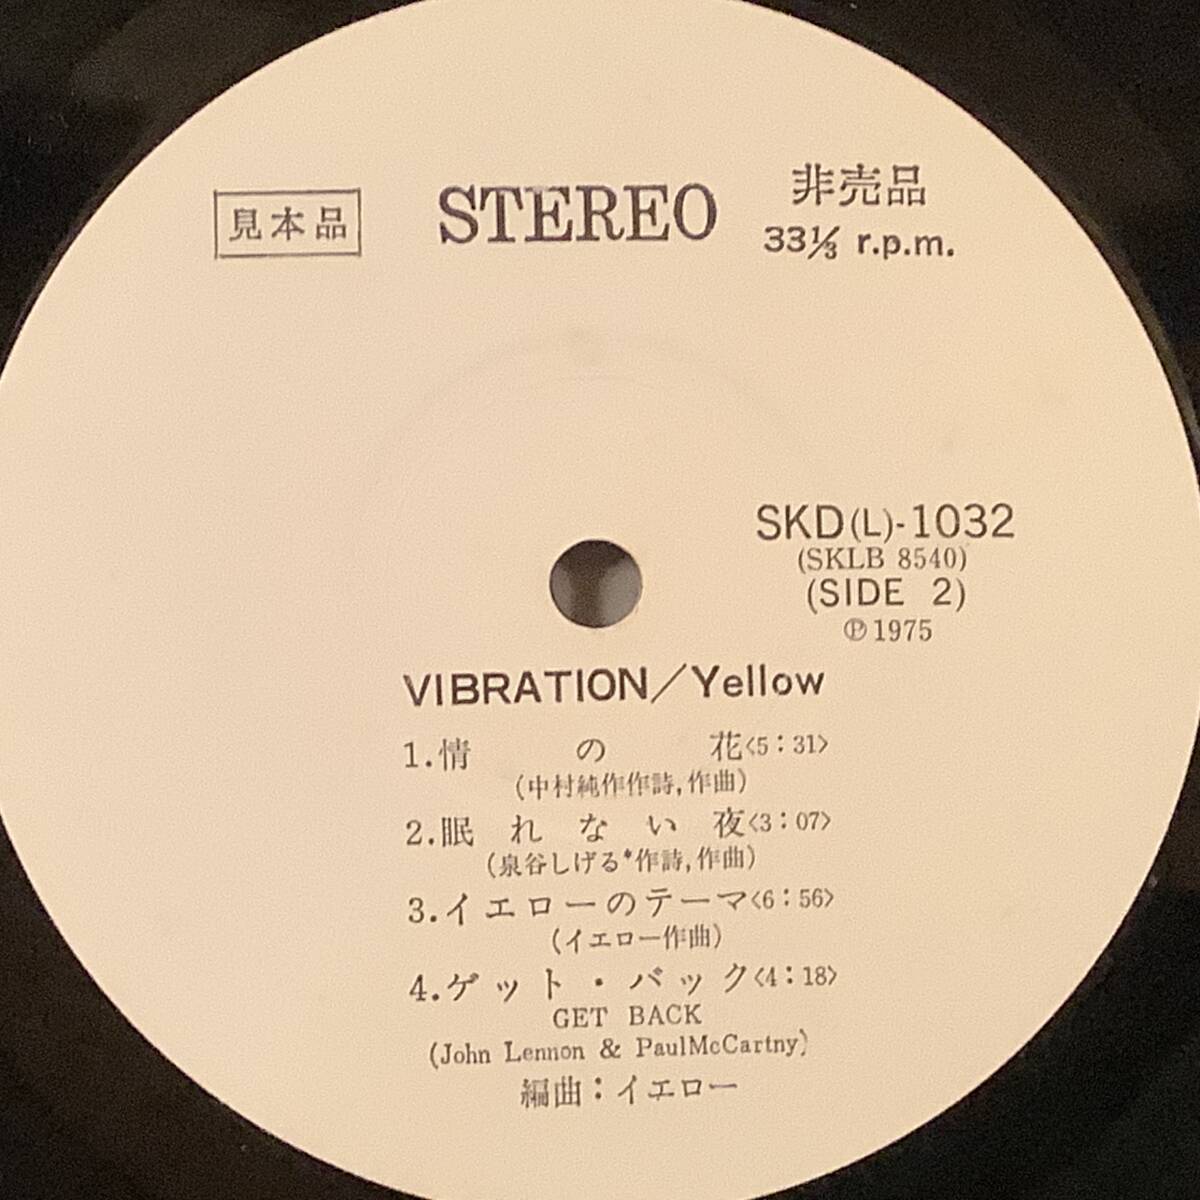 見本品
STEREO
非売品
33⅓ r.p.m.
SKD(L)-1032
(SKLB 8540)
(SIDE 2)
℗1975
VIBRATION/Yellow
1.情の花<5:31>
(中村純作作詩,作曲)
2.眠れない夜<3:07>
(泉谷しげる*作詩,作曲)
3.イエローのテーマ<6:56>
(イエロー作曲)
4.ゲット・バック<4:18>
GET BACK
(John Lennon & PaulMcCartny)
編曲:イエロー